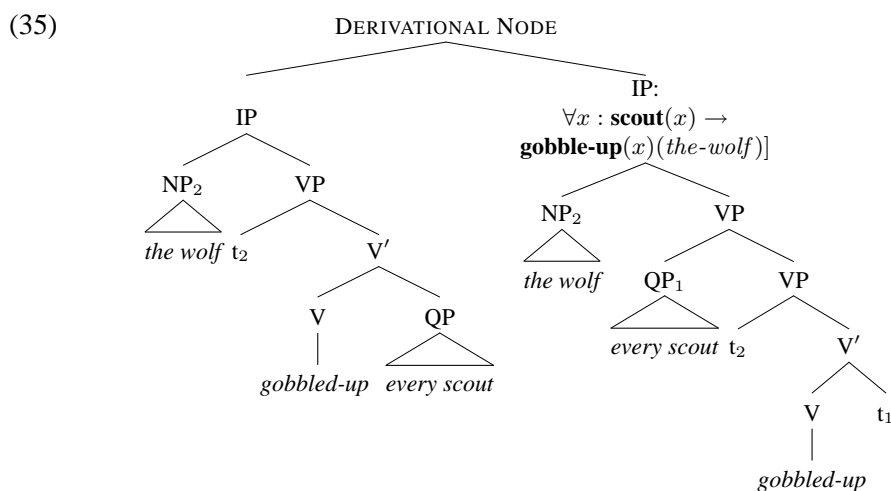 (35)
DERIVATIONAL NODE
IP:
∀x : scout(x) →
gobble-up(x)(the-wolf)]
IP
NP₂ VP
the wolf t₂ V′
V QP
gobbled-up every scout
NP₂ VP
the wolf QP₁ VP
every scout t₂ V′
V t₁
gobbled-up